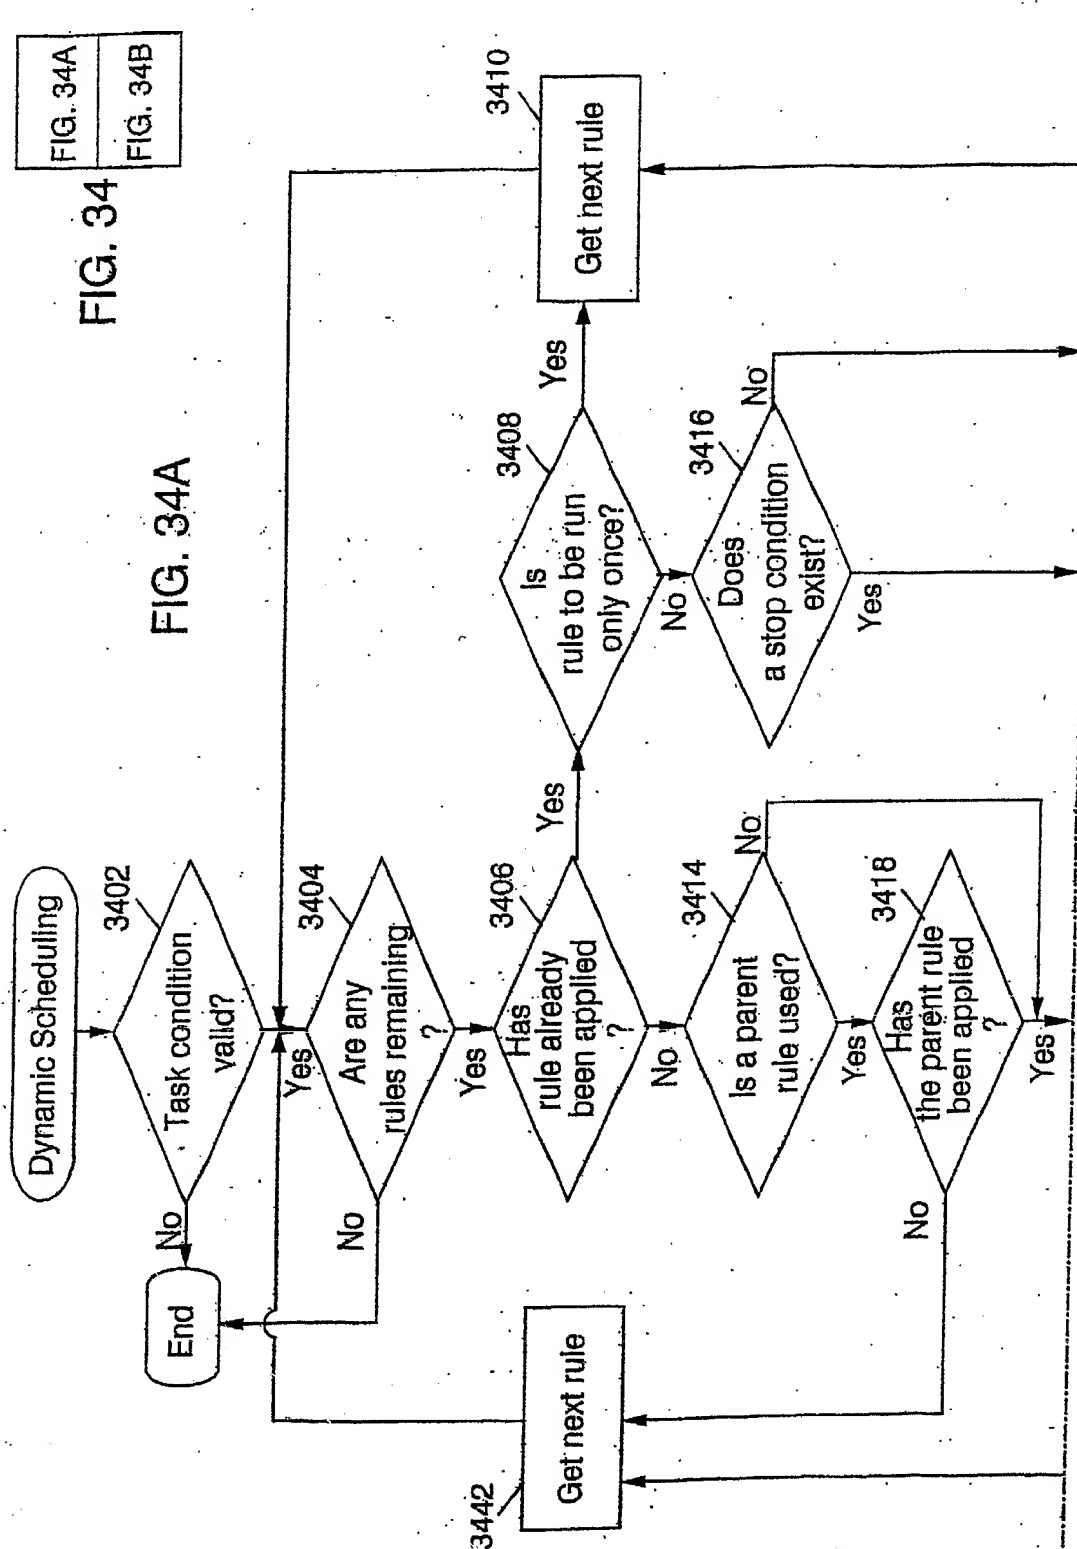 FIG. 34
FIG. 34A
FIG. 34B
FIG. 34A
Dynamic Scheduling
3402
Task condition
valid?
No
End
Yes
3404
Are any
rules remaining
?
No
Yes
3406
Has
rule already
been applied
?
Yes
No
3408
Is
rule to be run
only once?
Yes
No
3410
Get next rule
3414
Is a parent
rule used?
No
Yes
3416
Does
a stop condition
exist?
No
Yes
3418
Has
the parent rule
been applied
?
No
Yes
3442
Get next rule